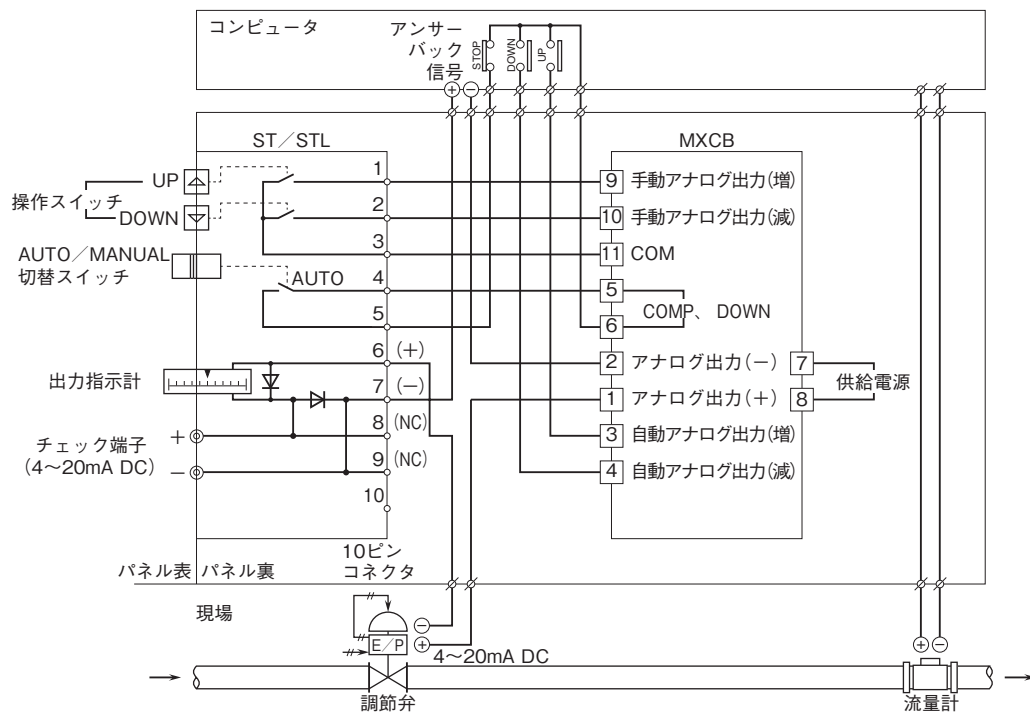 コンピュータ
アンサー
バック
信号
STOP
DOWN
UP
+
−
ST／STL
MXCB
UP
操作スイッチ
DOWN
AUTO／MANUAL
切替スイッチ
AUTO
1
2
3
4
5
6 (+)
7 (−)
8 (NC)
9 (NC)
10
出力指示計
チェック端子
(4〜20mA DC)
+
−
9 手動アナログ出力(増)
10 手動アナログ出力(減)
11 COM
5
COMP、DOWN
6
2 アナログ出力(−)
7
供給電源
1 アナログ出力(+)
8
3 自動アナログ出力(増)
4 自動アナログ出力(減)
10ピン
コネクタ
パネル表
パネル裏
現場
−
+
E／P
4〜20mA DC
調節弁
+
−
流量計